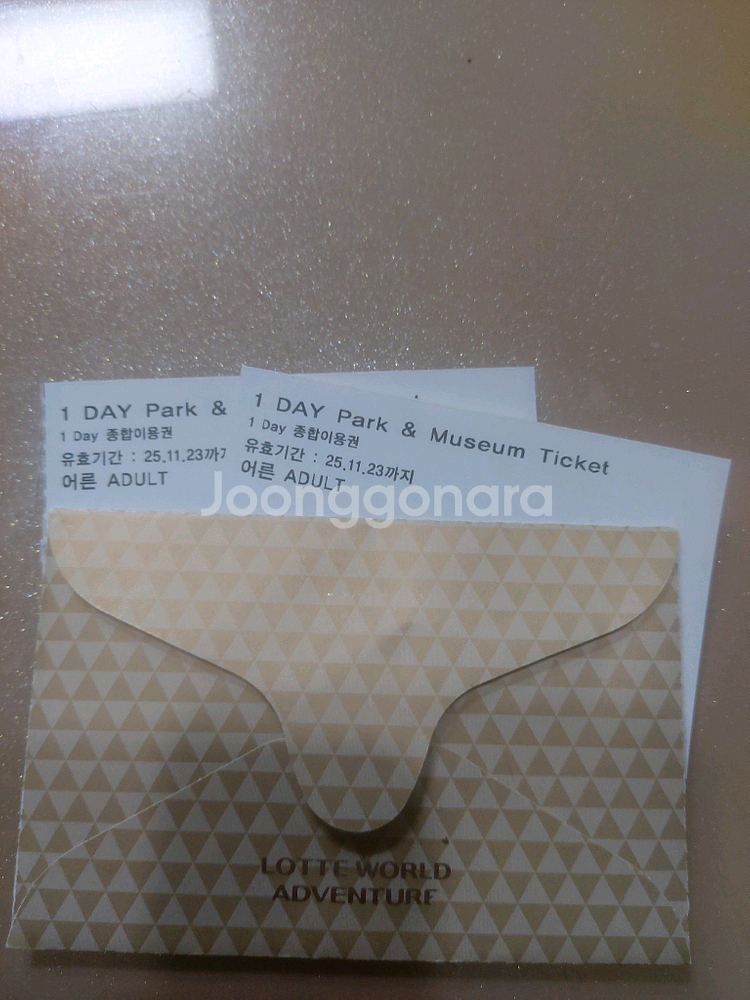 1 DAY Park &
1 Day 종합이용권
유효기간 : 25.11.23까지
어른 ADULT
1 DAY Park & Museum Ticket
1 Day 종합이용권
유효기간 : 25.11.23까지
어른 ADULT
Joonggonara
LOTTE WORLD
ADVENTURE